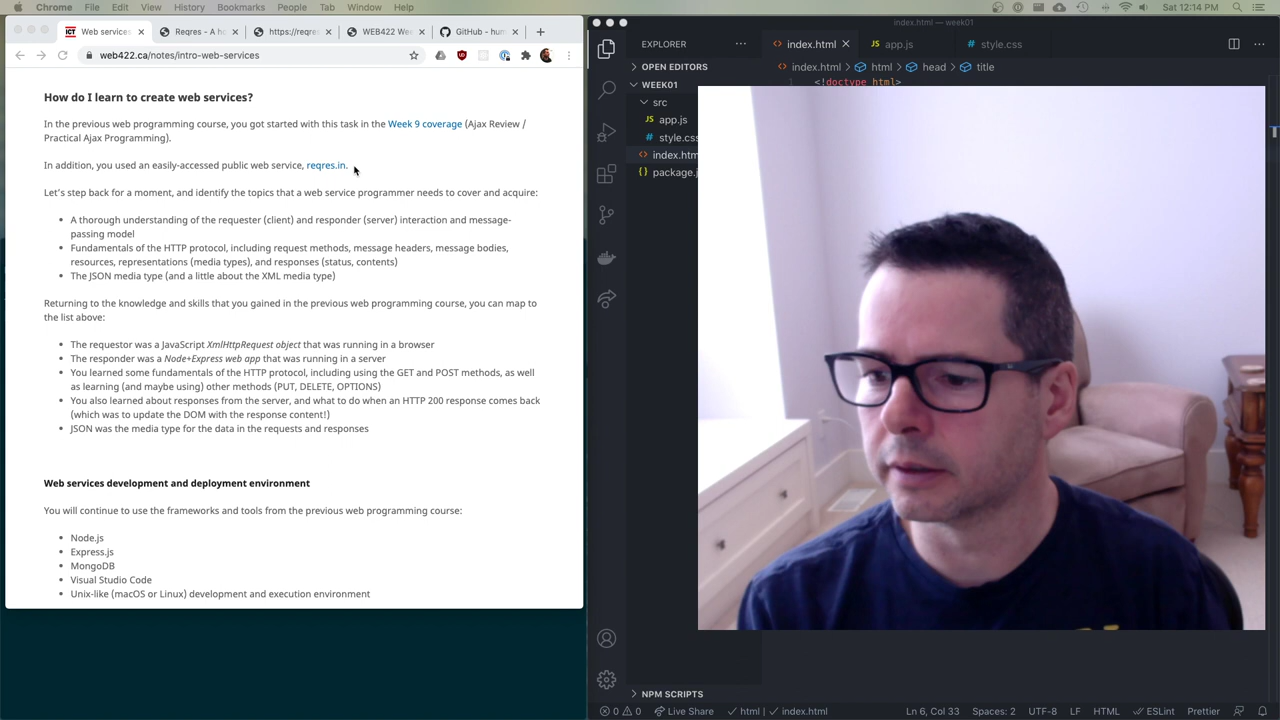 Chrome File Edit View History Bookmarks People Tab Window Help
Sat 12:14 PM
Web services
Reqres - A ho
https://reqres
WEB422 Wee
GitHub - hum
web422.ca/notes/intro-web-services
How do I learn to create web services?
In the previous web programming course, you got started with this task in the Week 9 coverage (Ajax Review /
Practical Ajax Programming).
In addition, you used an easily-accessed public web service, reqres.in.
Let's step back for a moment, and identify the topics that a web service programmer needs to cover and acquire:
• A thorough understanding of the requester (client) and responder (server) interaction and message-
passing model
• Fundamentals of the HTTP protocol, including request methods, message headers, message bodies,
resources, representations (media types), and responses (status, contents)
• The JSON media type (and a little about the XML media type)
Returning to the knowledge and skills that you gained in the previous web programming course, you can map to
the list above:
• The requestor was a JavaScript XmlHttpRequest object that was running in a browser
• The responder was a Node+Express web app that was running in a server
• You learned some fundamentals of the HTTP protocol, including using the GET and POST methods, as well
as learning (and maybe using) other methods (PUT, DELETE, OPTIONS)
• You also learned about responses from the server, and what to do when an HTTP 200 response comes back
(which was to update the DOM with the response content!)
• JSON was the media type for the data in the requests and responses
Web services development and deployment environment
You will continue to use the frameworks and tools from the previous web programming course:
• Node.js
• Express.js
• MongoDB
• Visual Studio Code
• Unix-like (macOS or Linux) development and execution environment
index.html — week01
EXPLORER
index.html
app.js
style.css
OPEN EDITORS
index.html > html > head > title
WEEK01
1 <!doctype html>
src
JS app.js
# style.css
<> index.htm
{} package.j
NPM SCRIPTS
0 0 Live Share html | index.html
Ln 6, Col 33 Spaces: 2 UTF-8 LF HTML ESLint Prettier